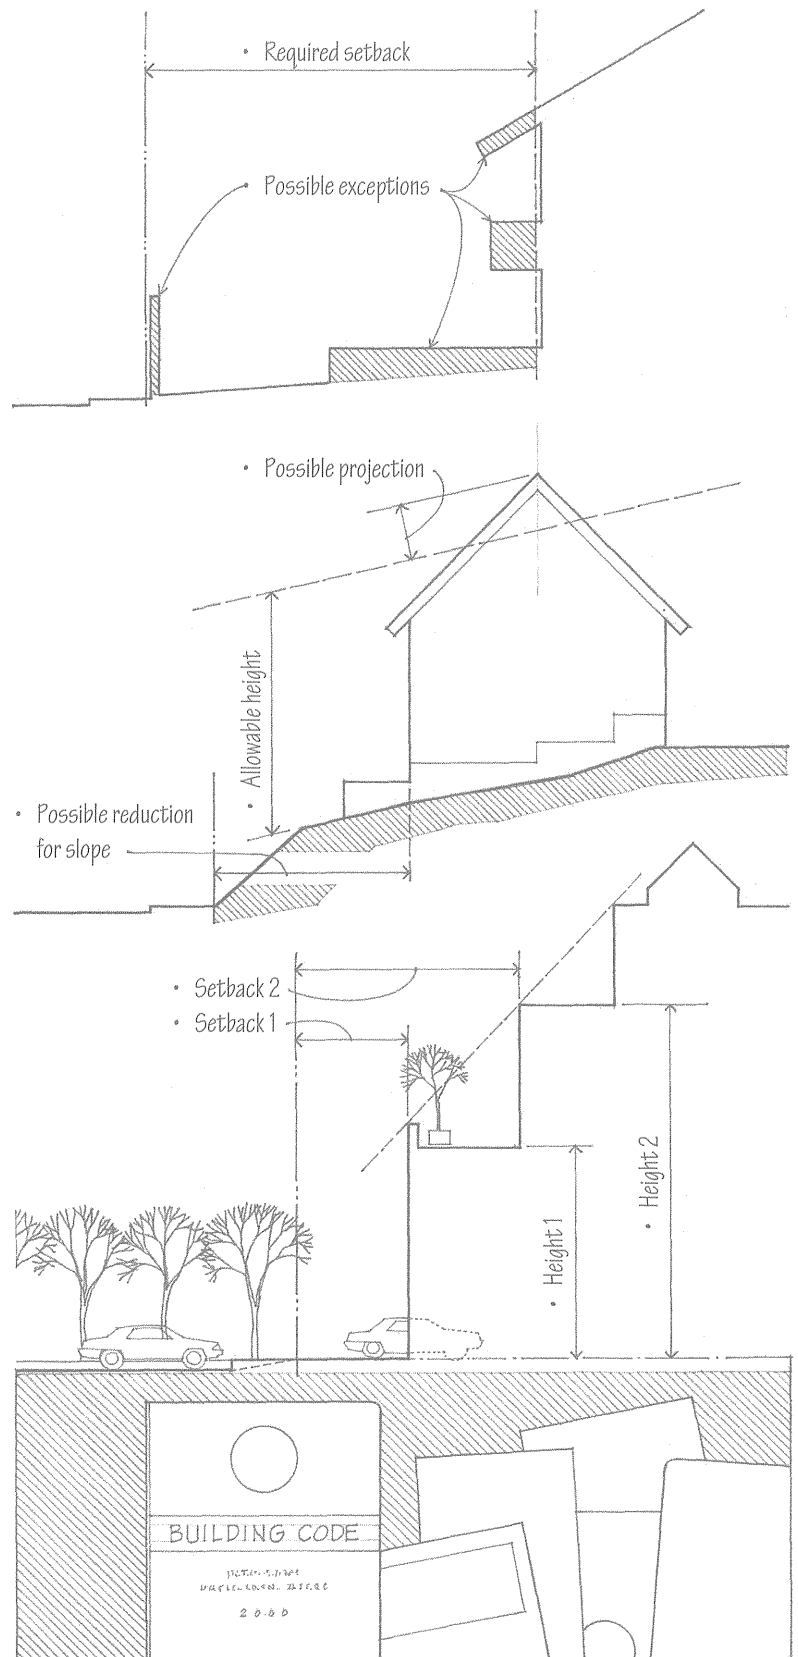 • Required setback
• Possible exceptions •
• Possible projection
• Allowable height
• Possible reduction
for slope
• Setback 2
• Setback 1
• Height 1
• Height 2
BUILDING CODE